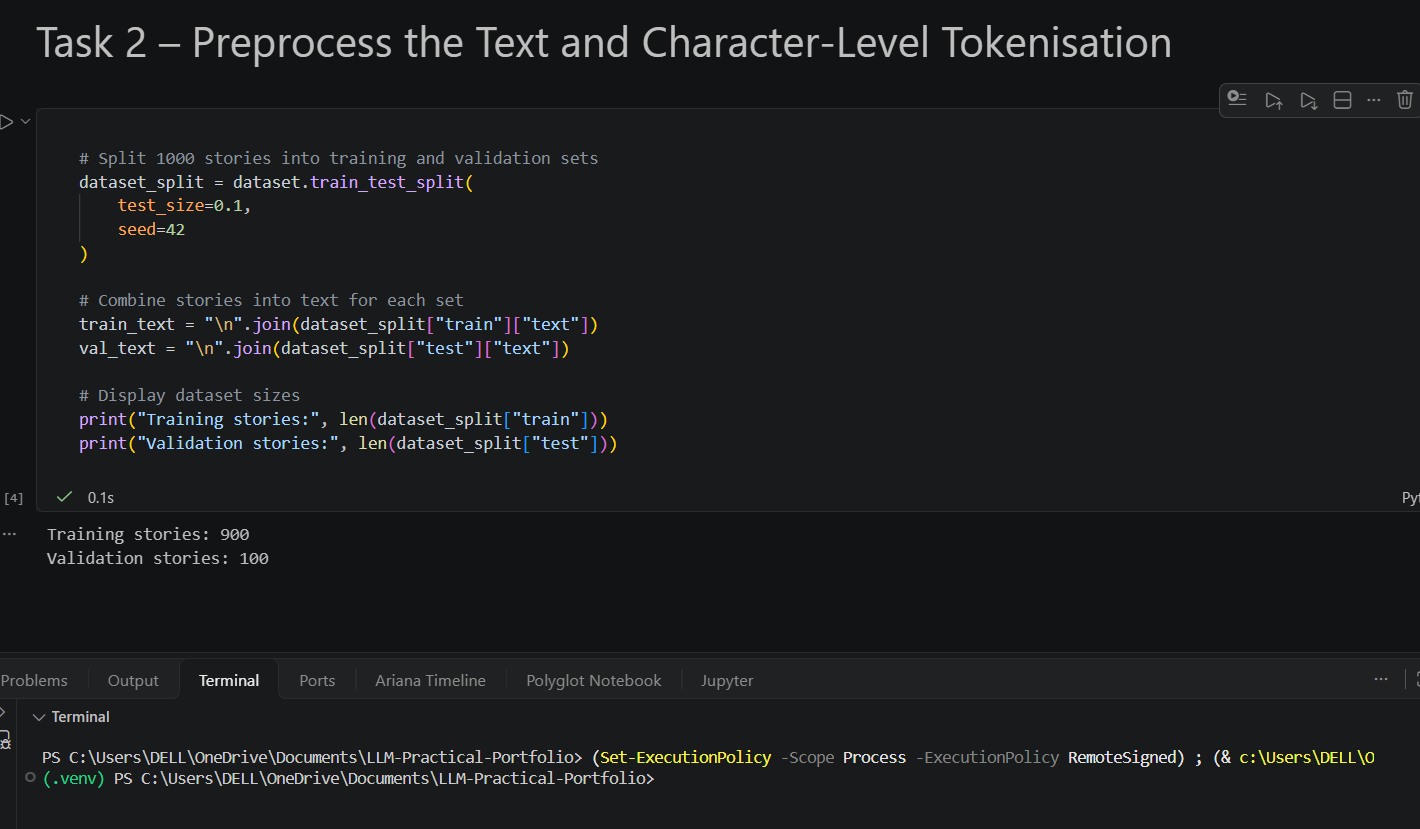 Task 2 – Preprocess the Text and Character-Level Tokenisation
# Split 1000 stories into training and validation sets
dataset_split = dataset.train_test_split(
    test_size=0.1,
    seed=42
)
# Combine stories into text for each set
train_text = "\n".join(dataset_split["train"]["text"])
val_text = "\n".join(dataset_split["test"]["text"])
# Display dataset sizes
print("Training stories:", len(dataset_split["train"]))
print("Validation stories:", len(dataset_split["test"]))
[4] 0.1s
Training stories: 900
Validation stories: 100
Problems Output Terminal Ports Ariana Timeline Polyglot Notebook Jupyter
Terminal
PS C:\Users\DELL\OneDrive\Documents\LLM-Practical-Portfolio> (Set-ExecutionPolicy -Scope Process -ExecutionPolicy RemoteSigned) ; (& c:\Users\DELL\O
(.venv) PS C:\Users\DELL\OneDrive\Documents\LLM-Practical-Portfolio>